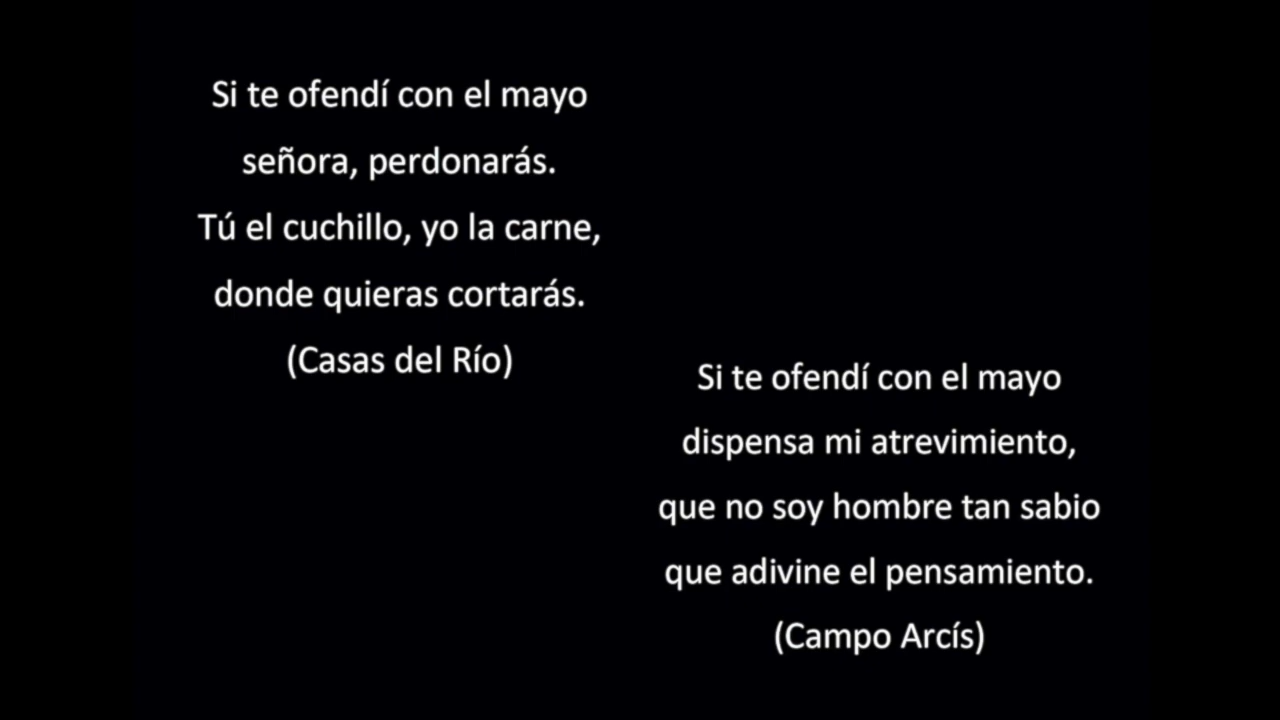 Si te ofendí con el mayo
señora, perdonarás.
Tú el cuchillo, yo la carne,
donde quieras cortarás.
(Casas del Río)
Si te ofendí con el mayo
dispensa mi atrevimiento,
que no soy hombre tan sabio
que adivine el pensamiento.
(Campo Arcís)